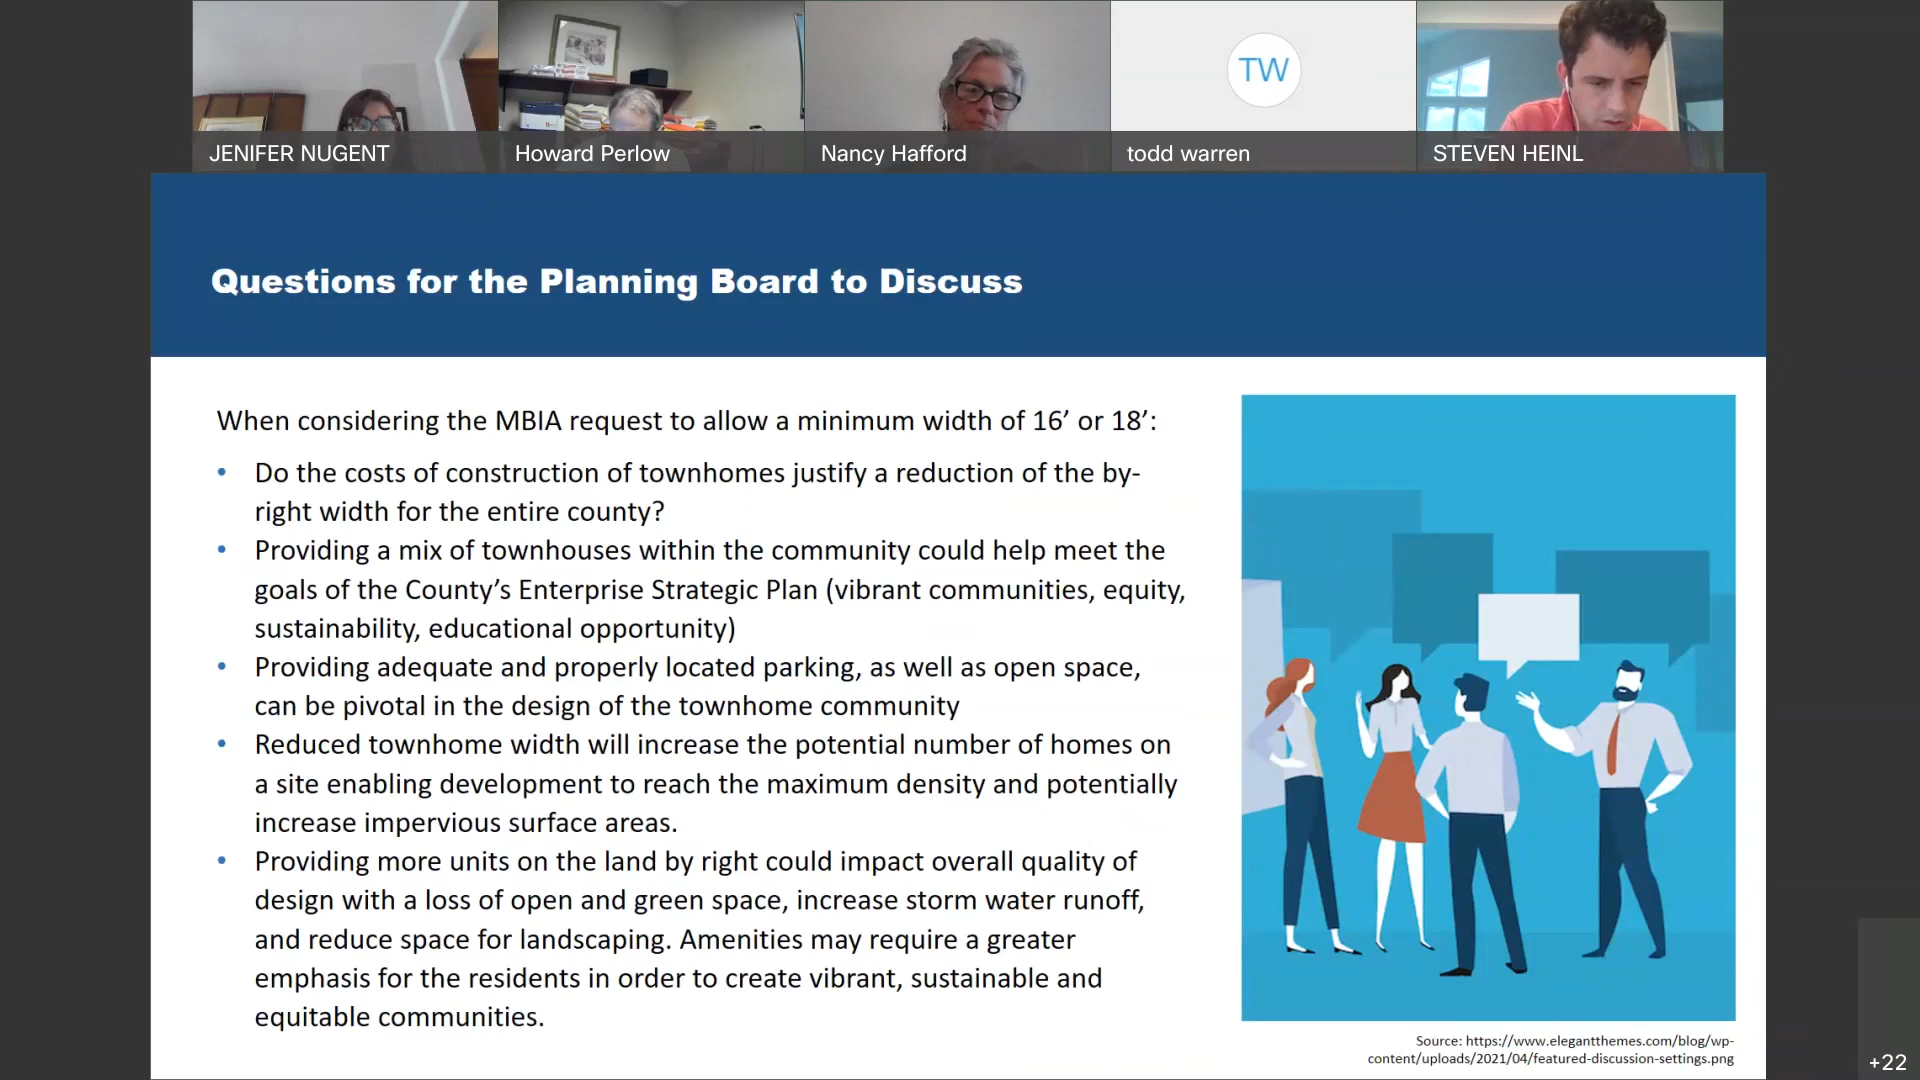 JENIFER NUGENT
Howard Perlow
Nancy Hafford
TW
todd warren
STEVEN HEINL
Questions for the Planning Board to Discuss
When considering the MBIA request to allow a minimum width of 16’ or 18’:
• Do the costs of construction of townhomes justify a reduction of the by-
right width for the entire county?
• Providing a mix of townhouses within the community could help meet the
goals of the County’s Enterprise Strategic Plan (vibrant communities, equity,
sustainability, educational opportunity)
• Providing adequate and properly located parking, as well as open space,
can be pivotal in the design of the townhome community
• Reduced townhome width will increase the potential number of homes on
a site enabling development to reach the maximum density and potentially
increase impervious surface areas.
• Providing more units on the land by right could impact overall quality of
design with a loss of open and green space, increase storm water runoff,
and reduce space for landscaping. Amenities may require a greater
emphasis for the residents in order to create vibrant, sustainable and
equitable communities.
Source: https://www.elegantthemes.com/blog/wp-
content/uploads/2021/04/featured-discussion-settings.png
+22